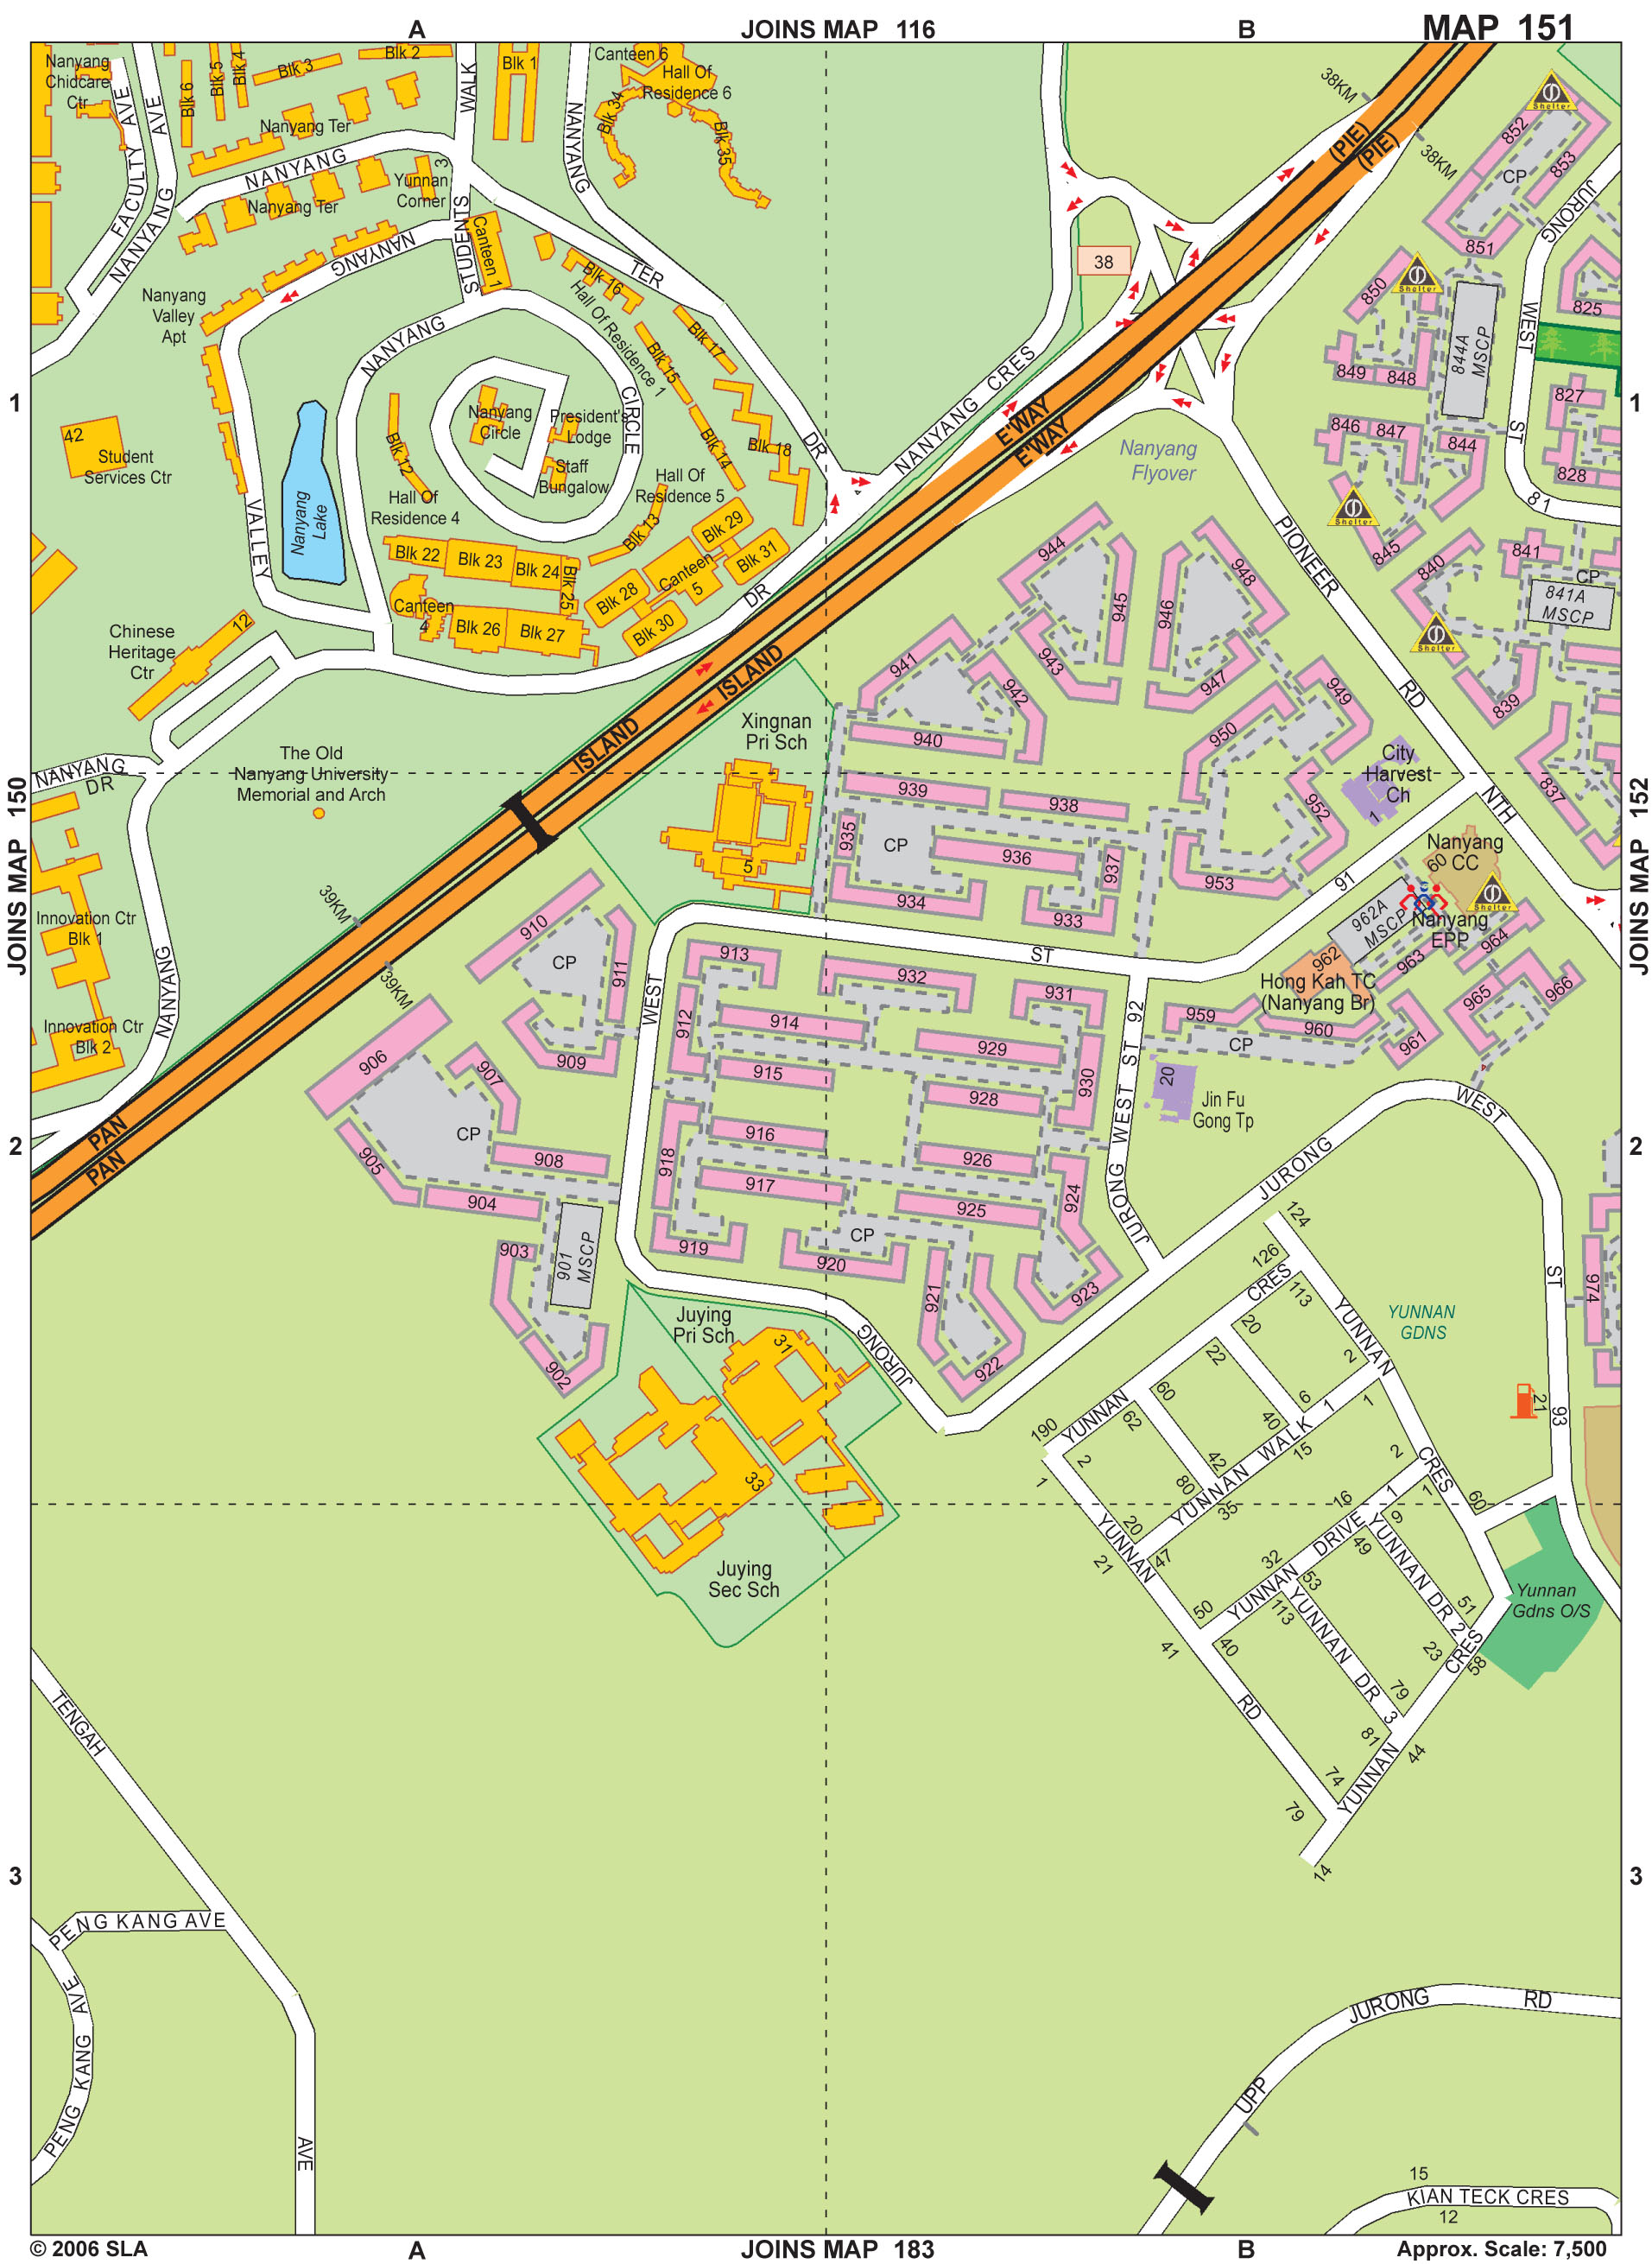 A
JOINS MAP 116
B
MAP 151
Nanyang
Chidcare
Ctr
FACULTY AVE
NANYANG AVE
Blk 6
Blk 5
Blk 4
Blk 3
Blk 2
WALK
Blk 1
NANYANG
Canteen 6
Hall Of
Residence 6
Blk 34
Blk 35
38KM
(PIE)
(PIE)
38KM
Shelter
852
853
CP
851
JURONG
Nanyang Ter
NANYANG
Nanyang Ter
Yunnan
Corner
3
STUDENTS
Canteen 1
NANYANG
TER
Blk 16
Hall Of Residence 1
Blk 17
Blk 15
38
850
Shelter
825
Nanyang
Valley
Apt
NANYANG
CIRCLE
WEST
844A
MSCP
849
848
NANYANG CRES
1
1
42
Student
Services Ctr
Nanyang
Circle
President's
Lodge
Staff
Bungalow
Blk 12
Hall Of
Residence 4
Blk 14
Blk 18
DR
E'WAY
E'WAY
Nanyang
Flyover
846
847
844
ST
827
828
81
Nanyang
Lake
VALLEY
Hall Of
Residence 5
Blk 13
Blk 29
Blk 31
Canteen
5
Blk 28
Blk 30
DR
Blk 22
Blk 23
Blk 24
Blk 25
Canteen
4
Blk 26
Blk 27
Shelter
845
840
841
CP
841A
MSCP
Shelter
839
PIONEER
RD
NTH
944
945
946
948
943
947
949
941
942
940
950
Chinese
Heritage
Ctr
12
ISLAND
ISLAND
Xingnan
Pri Sch
5
The Old
Nanyang University
Memorial and Arch
NANYANG
DR
City
Harvest
Ch
1
837
JOINS MAP 150
JOINS MAP 152
939
938
935
CP
936
937
934
933
952
953
91
Nanyang
CC
60
Shelter
962A
MSCP
Nanyang
EPP
962
Hong Kah TC
(Nanyang Br)
963
964
965
966
39KM
39KM
Innovation Ctr
Blk 1
Innovation Ctr
Blk 2
NANYANG
910
CP
911
909
WEST
ST
913
932
931
912
914
929
915
928
930
916
926
918
917
925
924
919
CP
920
921
922
923
906
907
CP
905
908
904
903
901
MSCP
902
959
960
961
CP
20
Jin Fu
Gong Tp
JURONG WEST ST 92
PAN
PAN
2
2
JURONG
WEST
ST
93
974
124
126
CRES
113
YUNNAN
YUNNAN
GDNS
20
22
2
60
62
6
40
1
21
Juying
Pri Sch
31
JURONG
33
Juying
Sec Sch
190
YUNNAN
2
1
42
80
YUNNAN WALK 1
15
35
2
CRES
1
60
16
1
9
20
YUNNAN
47
21
32
49
YUNNAN DRIVE
53
YUNNAN DR 2
51
50
40
113
YUNNAN DR 3
41
23
CRES
58
Yunnan
Gdns O/S
RD
79
81
44
74
79
YUNNAN
14
TENGAH
3
3
PENG KANG AVE
PENG KANG AVE
AVE
UPP
JURONG
RD
15
KIAN TECK CRES
12
© 2006 SLA
A
JOINS MAP 183
B
Approx. Scale: 7,500